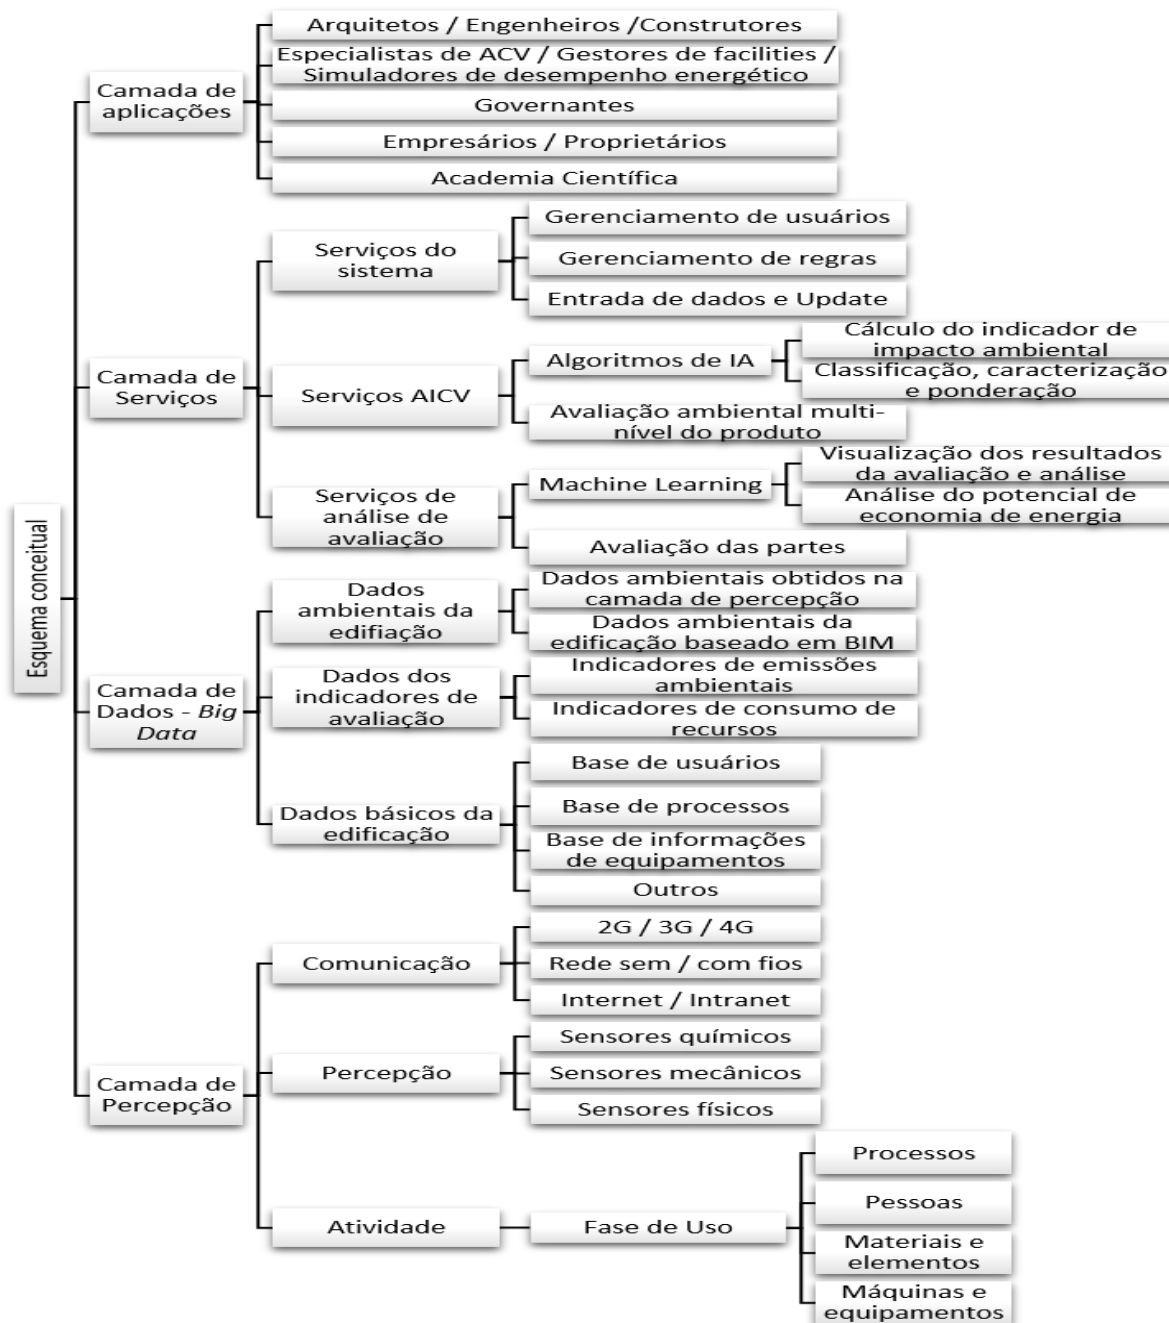 Esquema conceitual
Camada de
aplicações
Arquitetos / Engenheiros /Construtores
Especialistas de ACV / Gestores de facilities /
Simuladores de desempenho energético
Governantes
Empresários / Proprietários
Academia Científica
Camada de
Serviços
Serviços do
sistema
Gerenciamento de usuários
Gerenciamento de regras
Entrada de dados e Update
Serviços AICV
Algoritmos de IA
Cálculo do indicador de
impacto ambiental
Classificação, caracterização
e ponderação
Avaliação ambiental multi-
nível do produto
Serviços de
análise de
avaliação
Machine Learning
Visualização dos resultados
da avaliação e análise
Análise do potencial de
economia de energia
Avaliação das partes
Camada de
Dados - Big
Data
Dados
ambientais da
edifiação
Dados ambientais obtidos na
camada de percepção
Dados ambientais da
edificação baseado em BIM
Dados dos
indicadores de
avaliação
Indicadores de emissões
ambientais
Indicadores de consumo de
recursos
Dados básicos da
edificação
Base de usuários
Base de processos
Base de informações
de equipamentos
Outros
Camada de
Percepção
Comunicação
2G / 3G / 4G
Rede sem / com fios
Internet / Intranet
Percepção
Sensores químicos
Sensores mecânicos
Sensores físicos
Atividade
Fase de Uso
Processos
Pessoas
Materiais e
elementos
Máquinas e
equipamentos